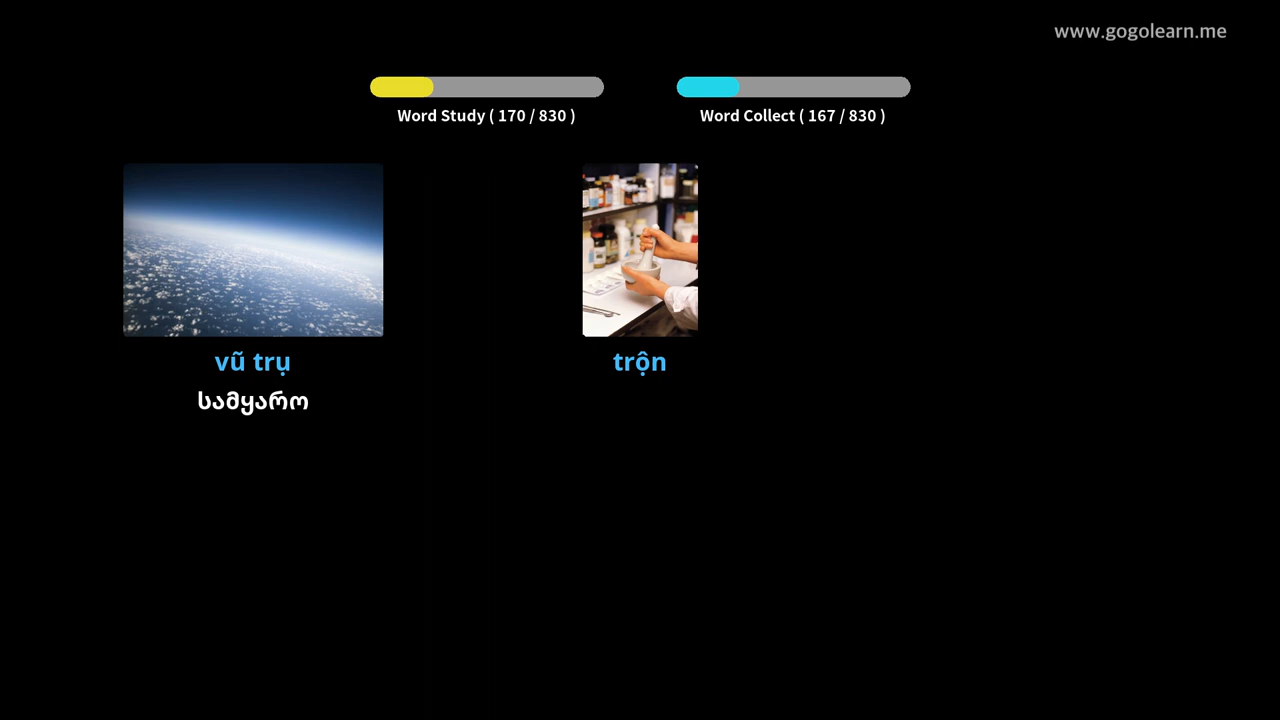 www.gogolearn.me
Word Study ( 170 / 830 )
Word Collect ( 167 / 830 )
vũ trụ
trộn
სამყარო